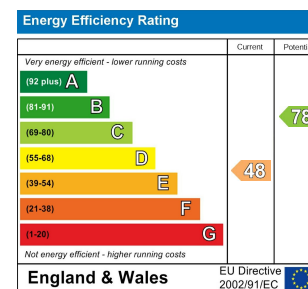 Energy Efficiency Rating
Current Potenti
Very energy efficient - lower running costs
(92 plus) A
(81-91) B
(69-80) C
(55-68) D
(39-54) E
(21-38) F
(1-20) G
48
78
Not energy efficient - higher running costs
England & Wales
EU Directive
2002/91/EC